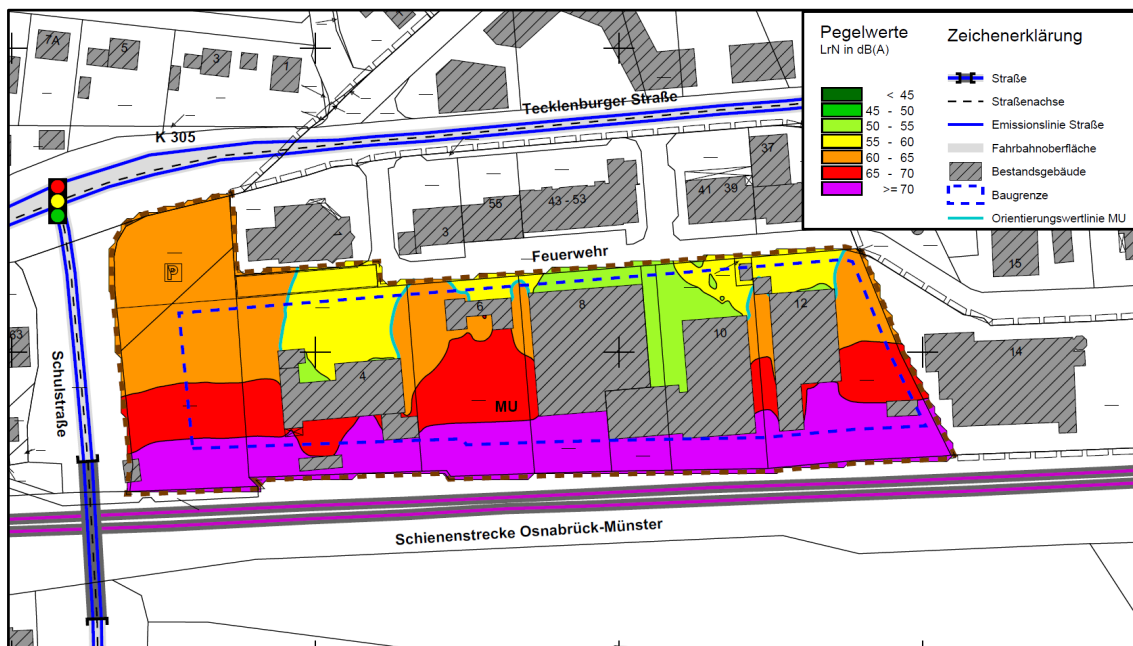 Pegelwerte
LrN in dB(A)
< 45
45 - 50
50 - 55
55 - 60
60 - 65
65 - 70
>= 70
Zeichenerklärung
Straße
Straßenachse
Emissionslinie Straße
Fahrbahnoberfläche
Bestandsgebäude
Baugrenze
Orientierungswertlinie MU
7A
5
3
1
Tecklenburger Straße
K 305
37
41
39
55
43 - 53
3
Feuerwehr
15
P
6
8
10
12
14
63
4
Schulstraße
MU
Schienenstrecke Osnabrück-Münster